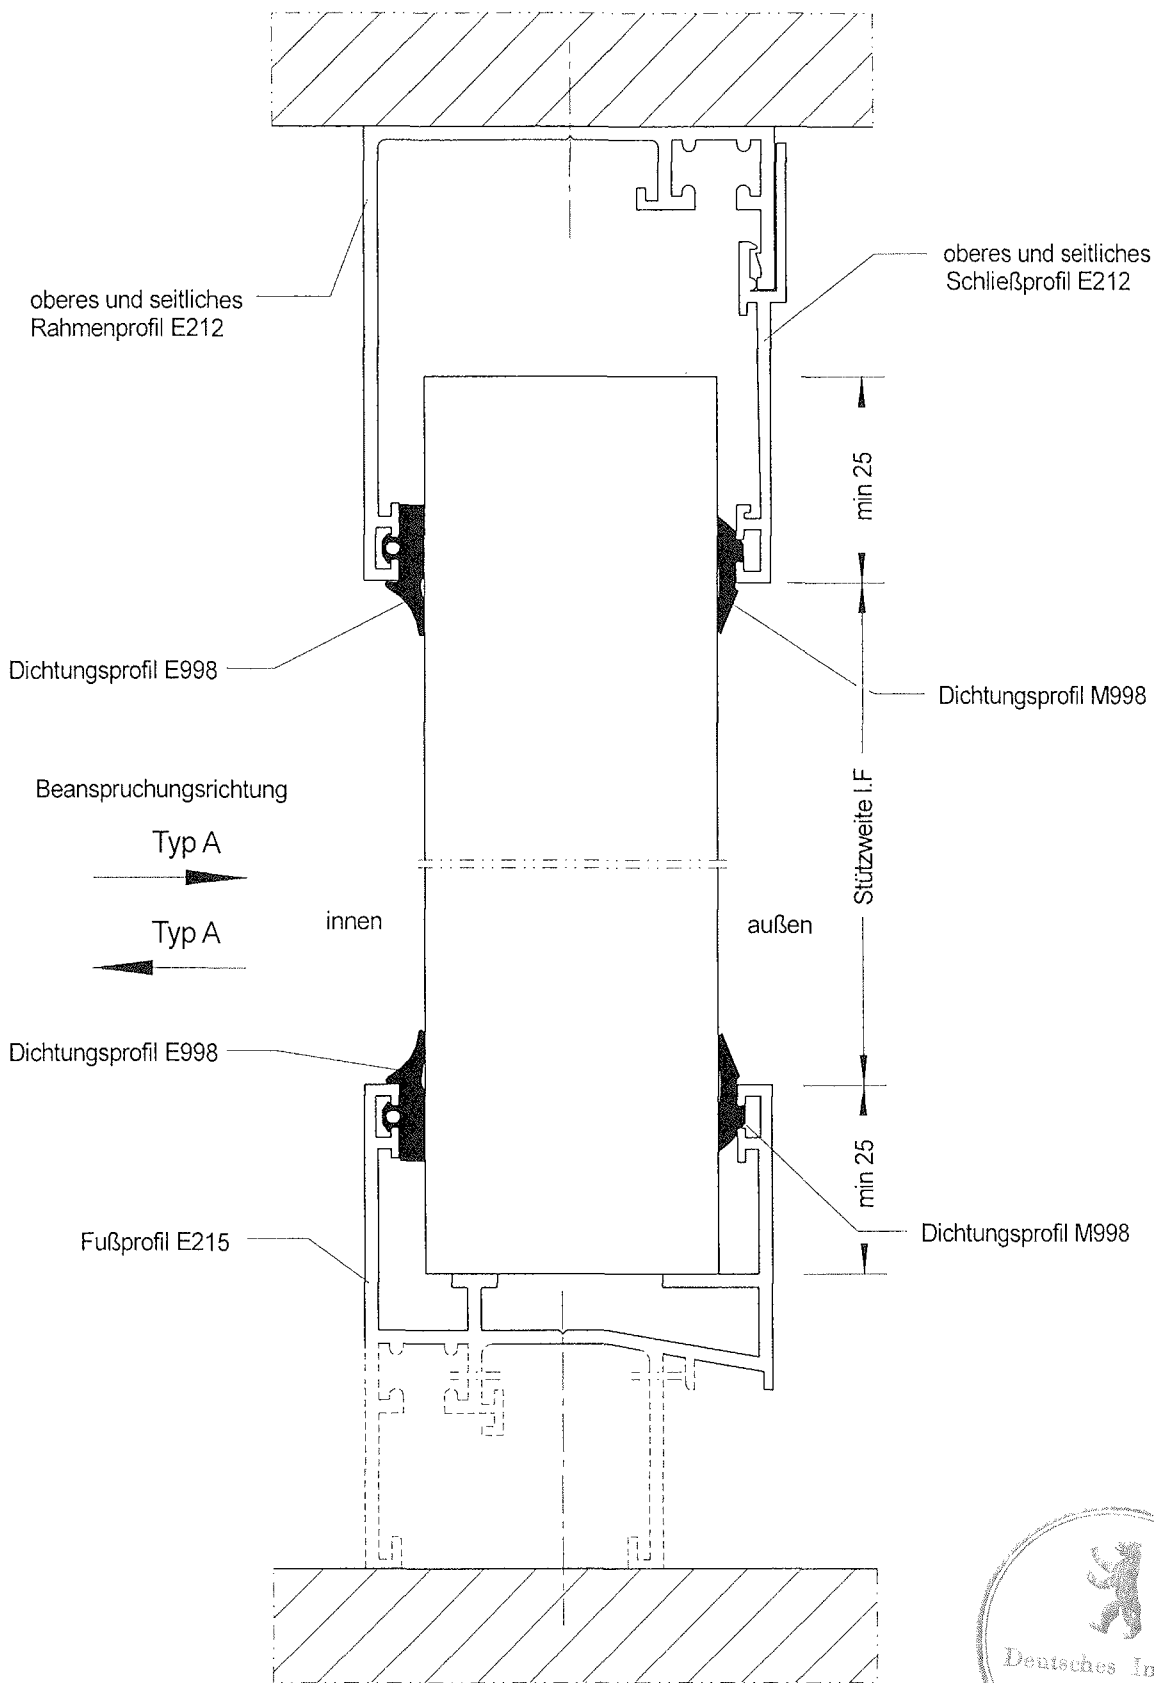 oberes und seitliches
Schließprofil E212
oberes und seitliches
Rahmenprofil E212
min 25
Dichtungsprofil E998
Dichtungsprofil M998
Beanspruchungsrichtung
Typ A
Stützweite l.F
innen
außen
Typ A
Dichtungsprofil E998
min 25
Fußprofil E215
Dichtungsprofil M998
Deutsches In